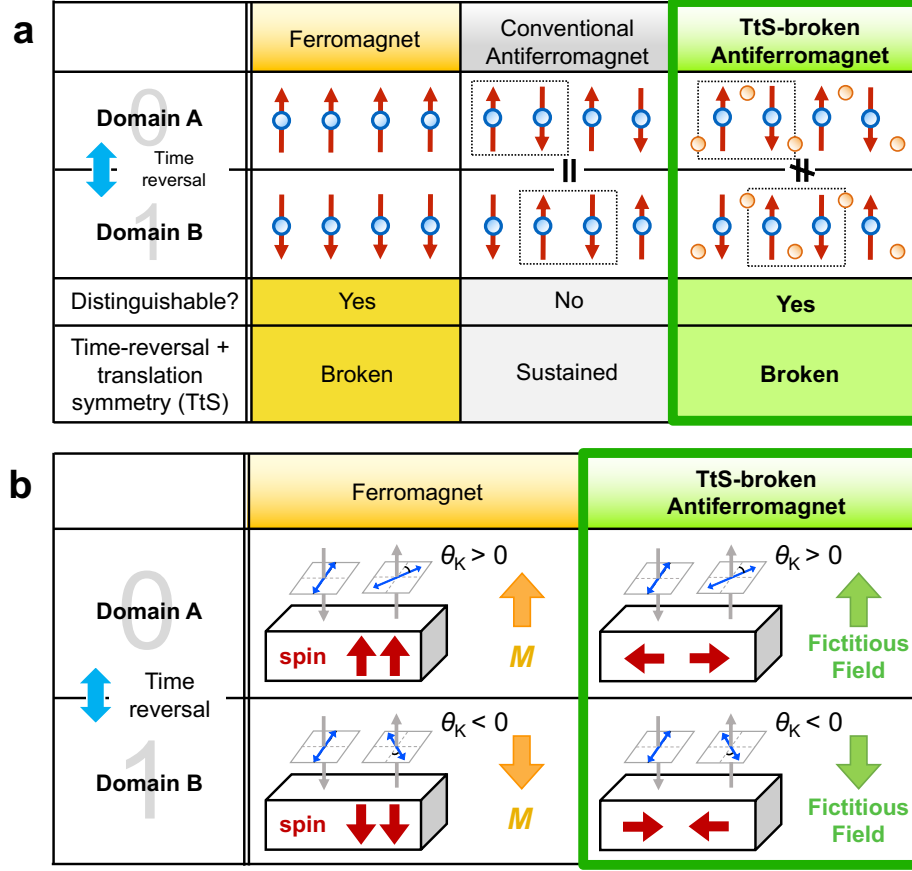 a
Ferromagnet
Conventional
Antiferromagnet
TtS-broken
Antiferromagnet
0
Domain A
Time
reversal
1
Domain B
Distinguishable?
Yes
No
Yes
Time-reversal +
translation
symmetry (TtS)
Broken
Sustained
Broken
b
Ferromagnet
TtS-broken
Antiferromagnet
0
Domain A
θK > 0
spin
M
θK > 0
Fictitious
Field
Time
reversal
1
Domain B
θK < 0
spin
M
θK < 0
Fictitious
Field